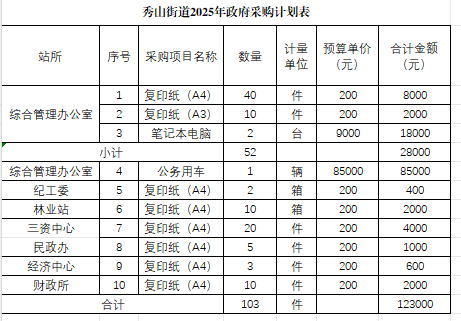 秀山街道2025年政府采购计划表
站所 序号 采购项目名称 数量 计量单位 预算单价（元） 合计金额（元）
综合管理办公室 1 复印纸（A4） 40 件 200 8000
2 复印纸（A3） 10 件 200 2000
3 笔记本电脑 2 台 9000 18000
小计 52 28000
综合管理办公室 4 公务用车 1 辆 85000 85000
纪工委 5 复印纸（A4） 2 箱 200 400
林业站 6 复印纸（A4） 10 箱 200 2000
三资中心 7 复印纸（A4） 20 件 200 4000
民政办 8 复印纸（A4） 5 件 200 1000
经济中心 9 复印纸（A4） 3 件 200 600
财政所 10 复印纸（A4） 10 件 200 2000
合计 103 件 123000